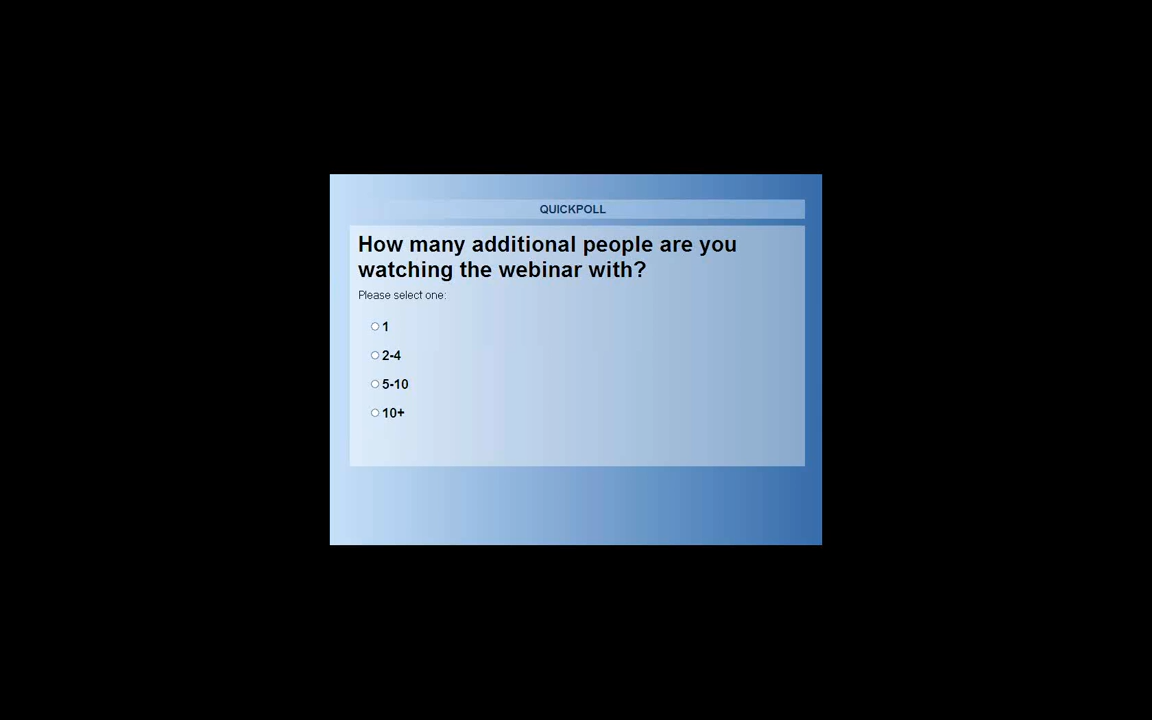 QUICKPOLL
How many additional people are you
watching the webinar with?
Please select one:
1
2-4
5-10
10+